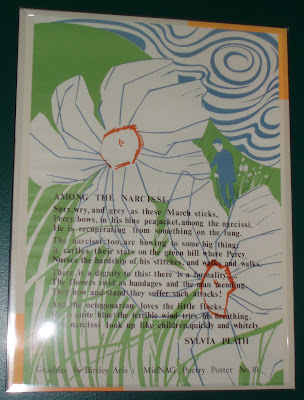 AMONG THE NARCISSI
Spry, wry, and grey as these March sticks,
Percy bows, in his blue peajacket, among the narcissi.
He is recuperating from something on the lung.
The narcissi, too, are bowing to some big thing:
it rattles their stars on the green hill where Percy
Nurses the hardship of his stitches, and walks and walks.
There is a dignity to this; there is a formality-
The flowers vivid as bandages, and the man mending.
They bow and stand: they suffer such attacks!
And the octogenarian loves the little flocks.
He is quite blue; the terrible wind tries his breathing.
The narcissi look up like children, quickly and whitely
SYLVIA PLATH
Graphics by Birtley Arts : MidNAG Poetry Poster No.